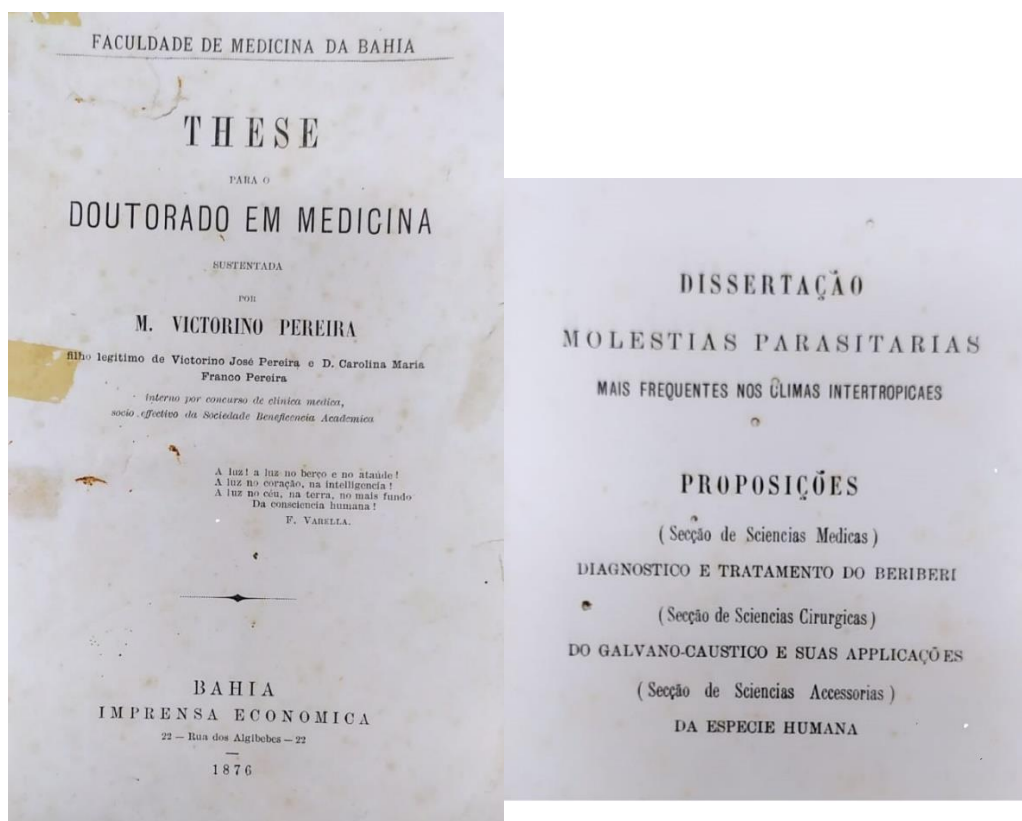 FACULDADE DE MEDICINA DA BAHIA
THESE
PARA O
DOUTORADO EM MEDICINA
SUSTENTADA
POR
M. VICTORINO PEREIRA
filho legitimo de Victorino José Pereira e D. Carolina Maria
Franco Pereira
interno por concurso de clinica medica,
socio effectivo da Sociedade Beneficencia Academica
A luz! a luz no berço e no ataúde!
A luz no coração, na intelligencia!
A luz no céu, na terra, no mais fundo
Da consciencia humana!
F. VARELLA.
BAHIA
IMPRENSA ECONOMICA
22 — Rua dos Algibebes — 22
1876
DISSERTAÇÃO
MOLESTIAS PARASITARIAS
MAIS FREQUENTES NOS CLIMAS INTERTROPICAES
PROPOSIÇÕES
(Secção de Sciencias Medicas)
DIAGNOSTICO E TRATAMENTO DO BERIBERI
(Secção de Sciencias Cirurgicas)
DO GALVANO-CAUSTICO E SUAS APPLICAÇÕES
(Secção de Sciencias Accessorias)
DA ESPECIE HUMANA